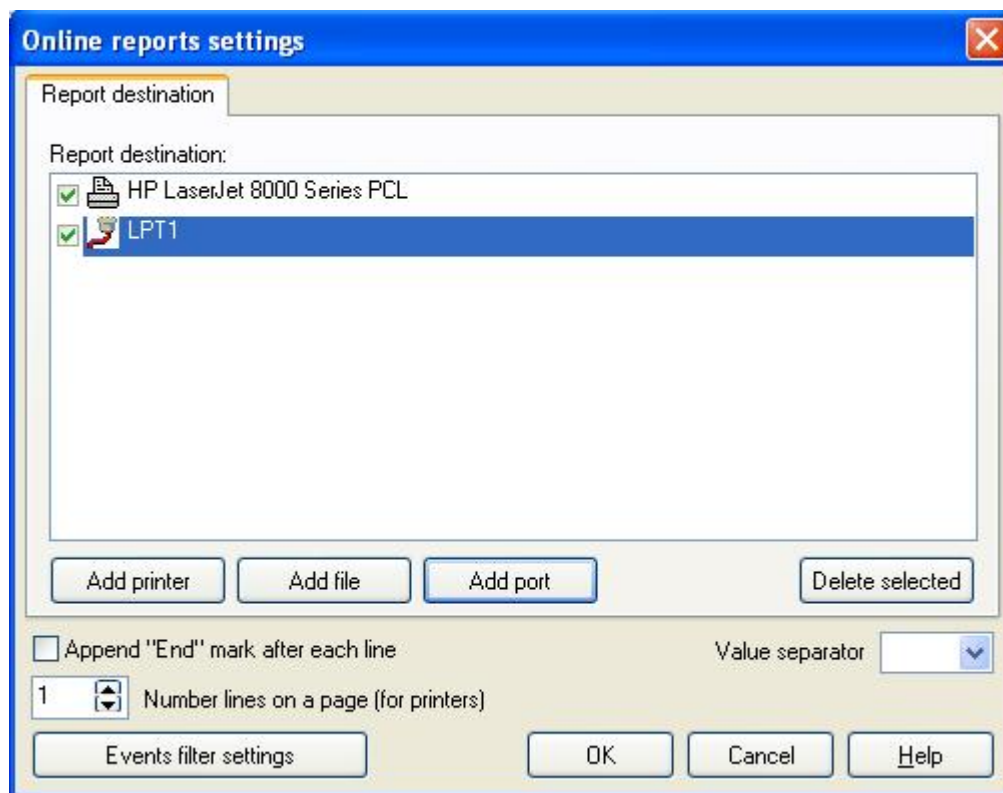 Online reports settings
Report destination
Report destination:
HP LaserJet 8000 Series PCL
LPT1
Add printer Add file Add port Delete selected
Append "End" mark after each line Value separator
1 Number lines on a page (for printers)
Events filter settings OK Cancel Help